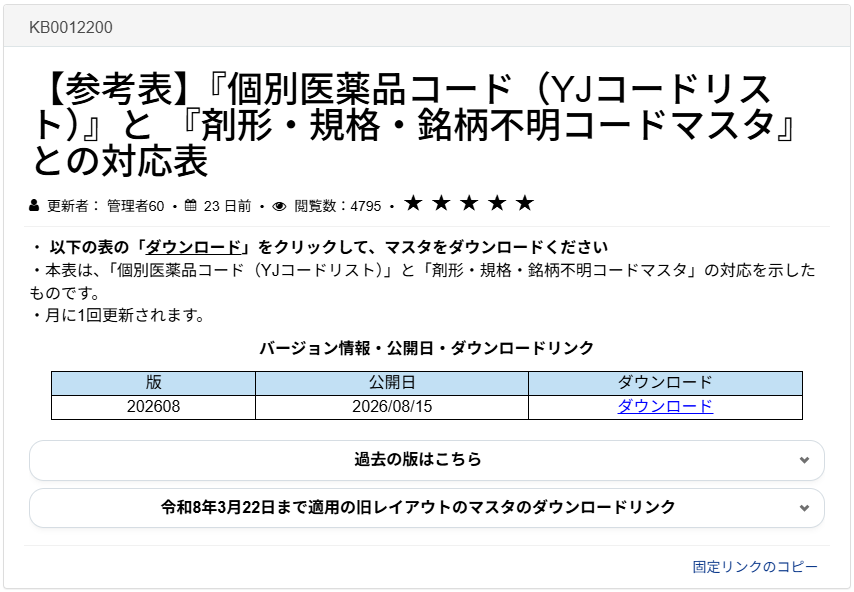 KB0012200
【参考表】『個別医薬品コード（YJコードリス
ト）』と 『剤形・規格・銘柄不明コードマスタ』
との対応表
更新者： 管理者60 • 23 日前 • 閲覧数：4795 • ★ ★ ★ ★ ★
・ 以下の表の「ダウンロード」をクリックして、マスタをダウンロードください
・本表は、「個別医薬品コード（YJコードリスト）」と「剤形・規格・銘柄不明コードマスタ」の対応を示した
ものです。
・月に1回更新されます。
バージョン情報・公開日・ダウンロードリンク
版 公開日 ダウンロード
202608 2026/08/15 ダウンロード
過去の版はこちら
令和8年3月22日まで適用の旧レイアウトのマスタのダウンロードリンク
固定リンクのコピー